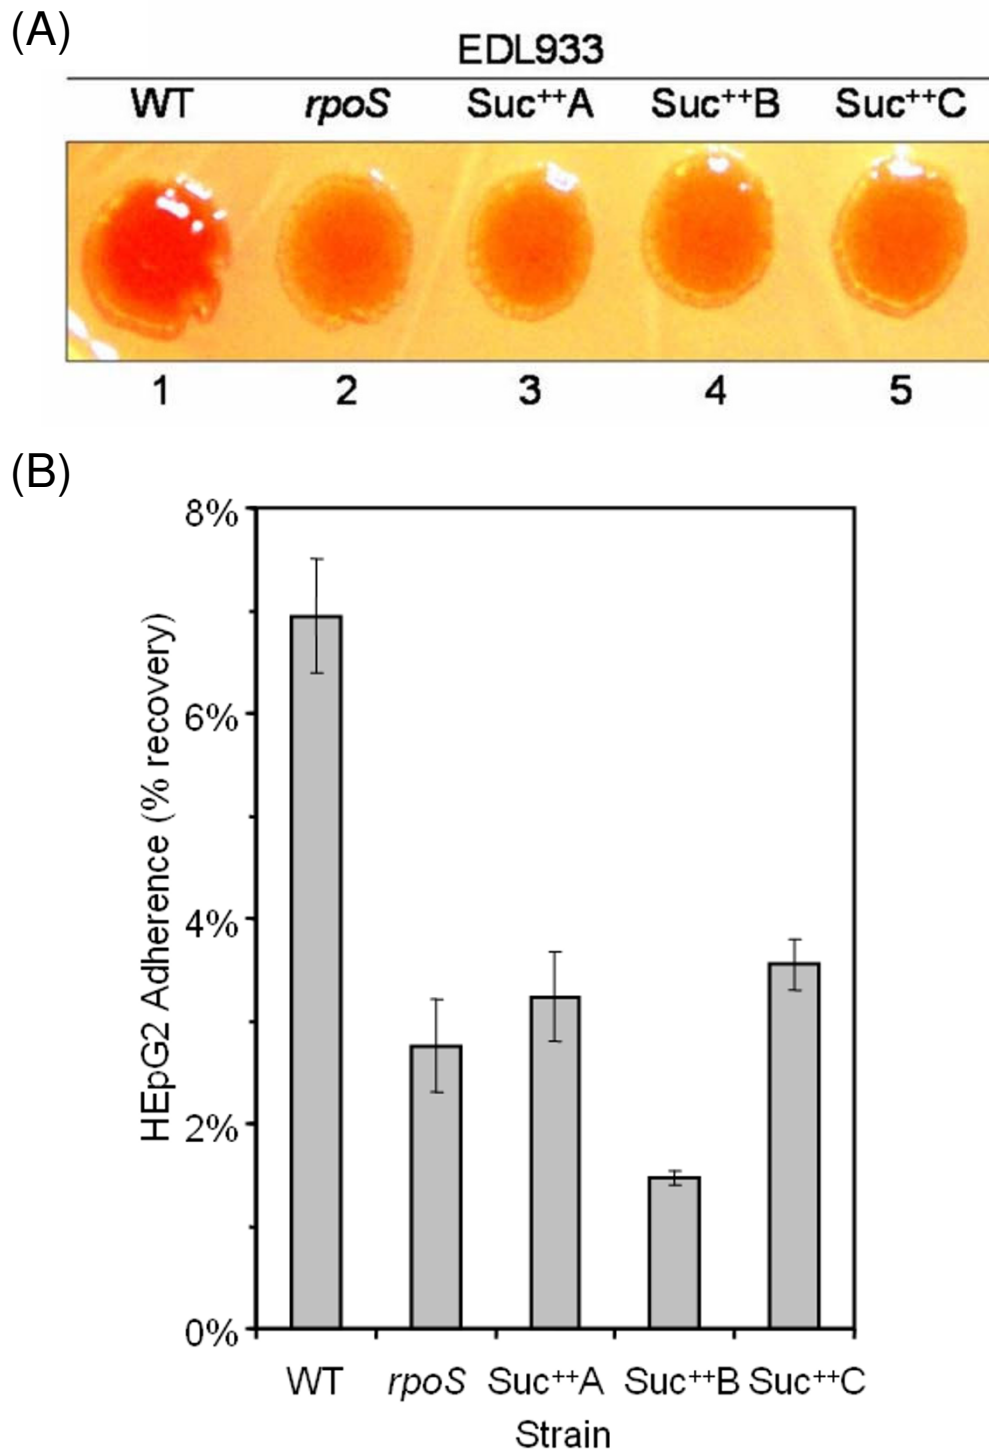 (A)
EDL933
WT rpoS Suc⁺⁺A Suc⁺⁺B Suc⁺⁺C
1 2 3 4 5
(B)
8%
6%
4%
2%
0%
HEpG2 Adherence (% recovery)
WT rpoS Suc⁺⁺A Suc⁺⁺B Suc⁺⁺C
Strain